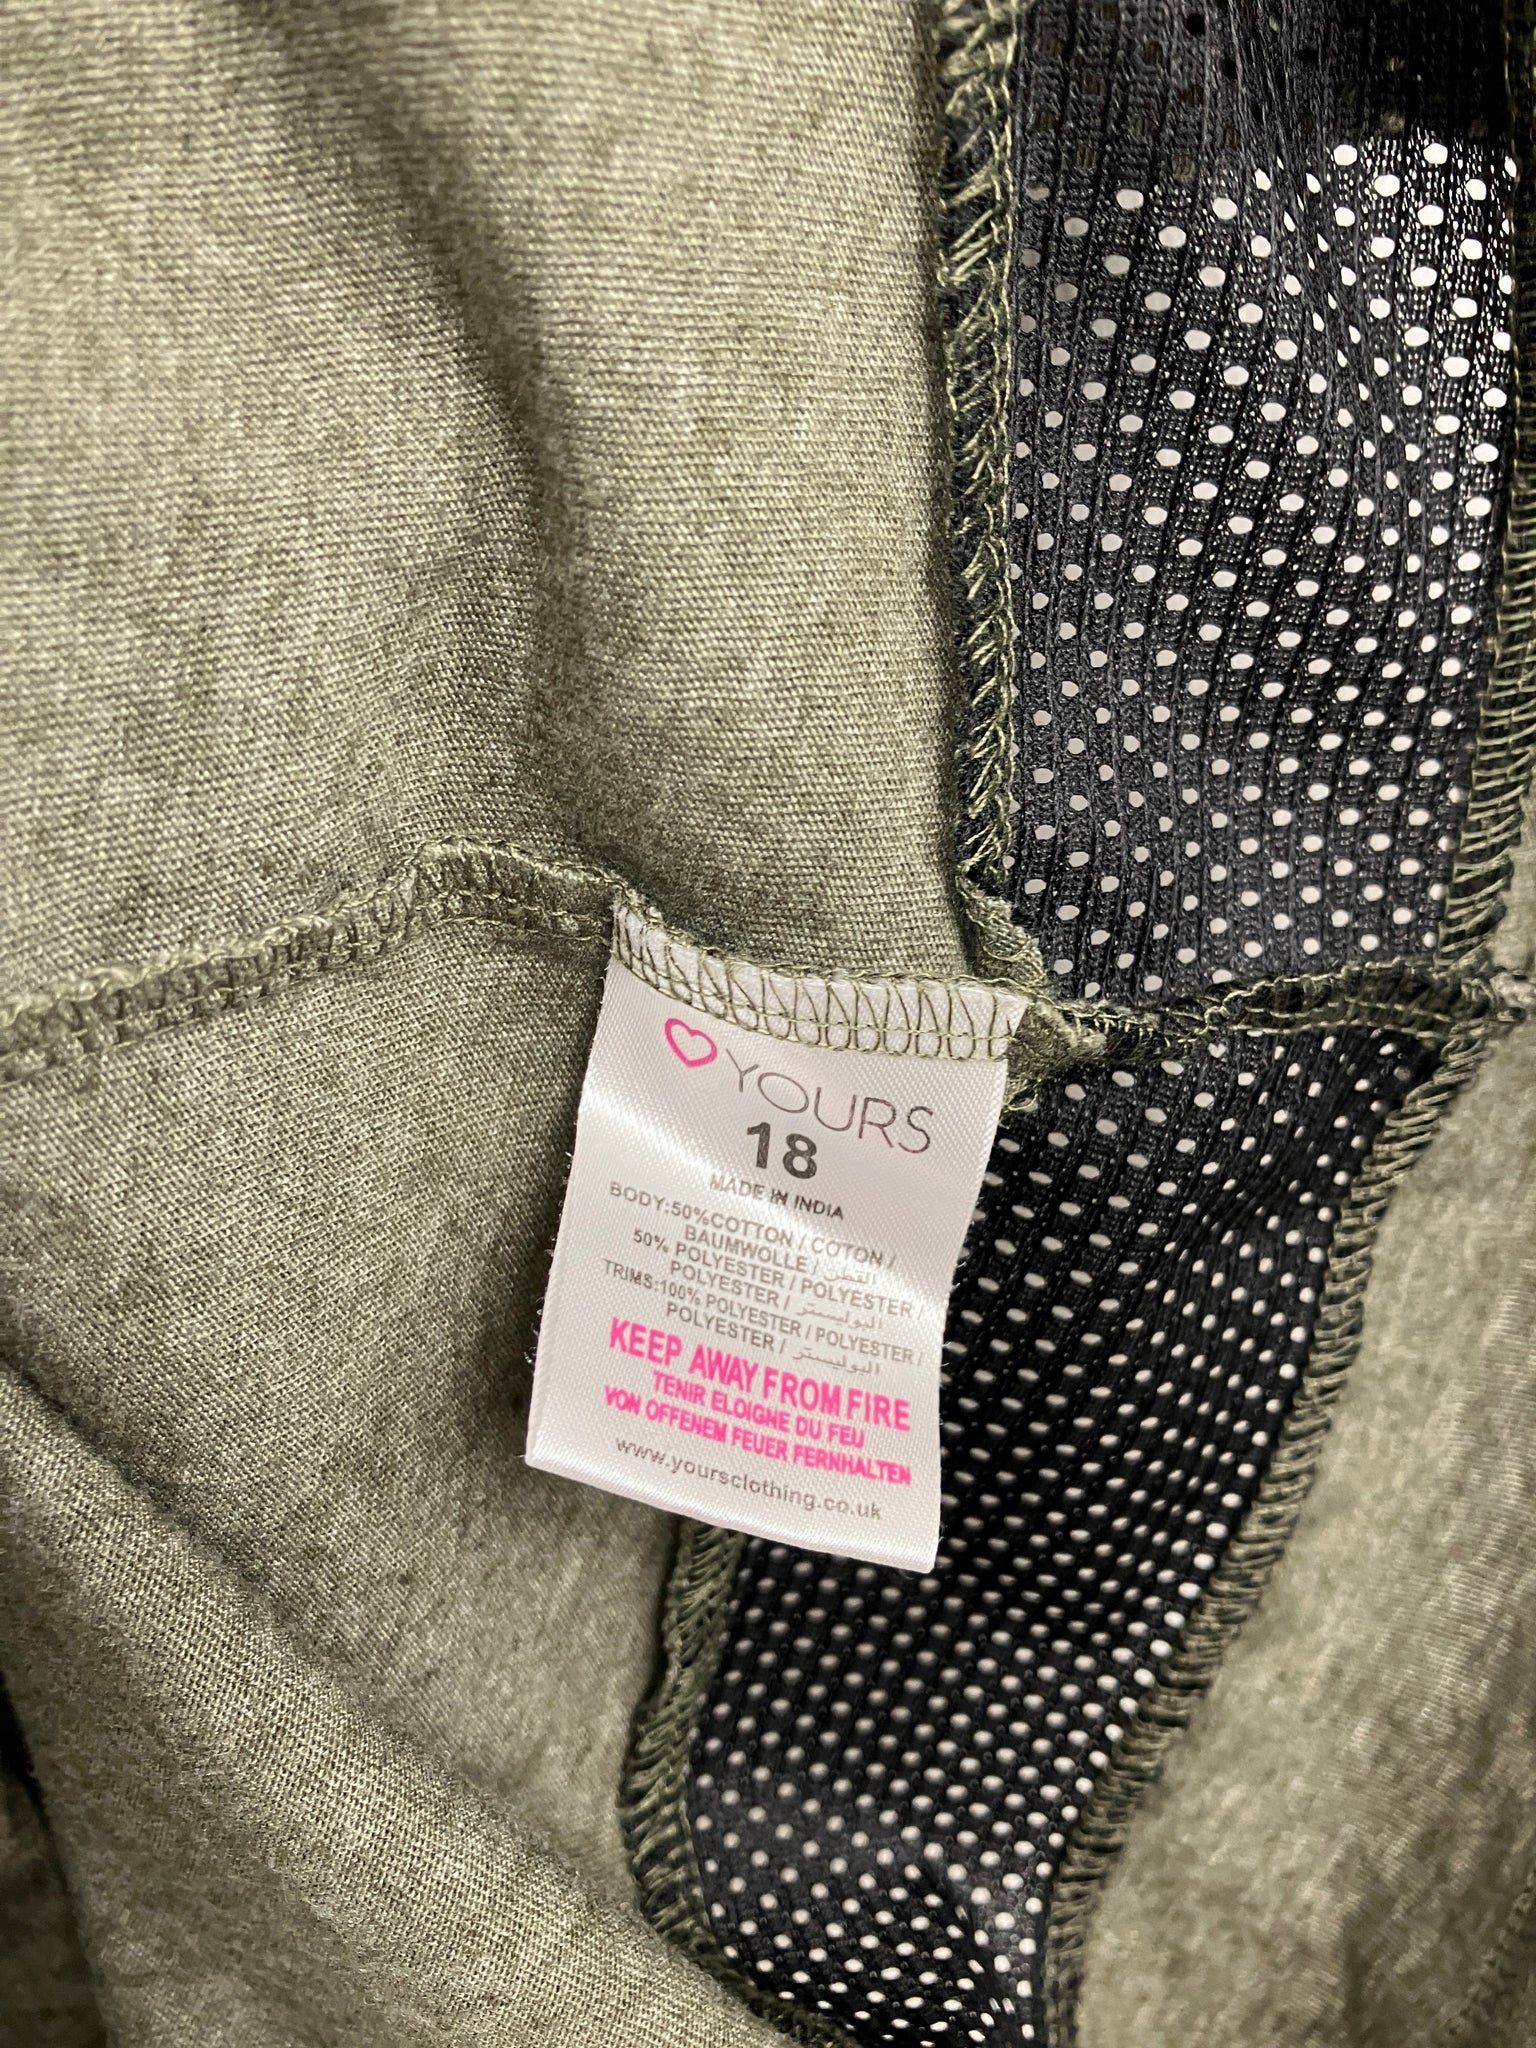 YOURS
18
MADE IN INDIA
BODY:50%COTTON / COTON /
BAUMWOLLE / القطن
50% POLYESTER / POLYESTER /
POLYESTER / البوليستر
TRIMS:100% POLYESTER / POLYESTER /
POLYESTER / البوليستر
KEEP AWAY FROM FIRE
TENIR ELOIGNE DU FEU
VON OFFENEM FEUER FERNHALTEN
www.yoursclothing.co.uk